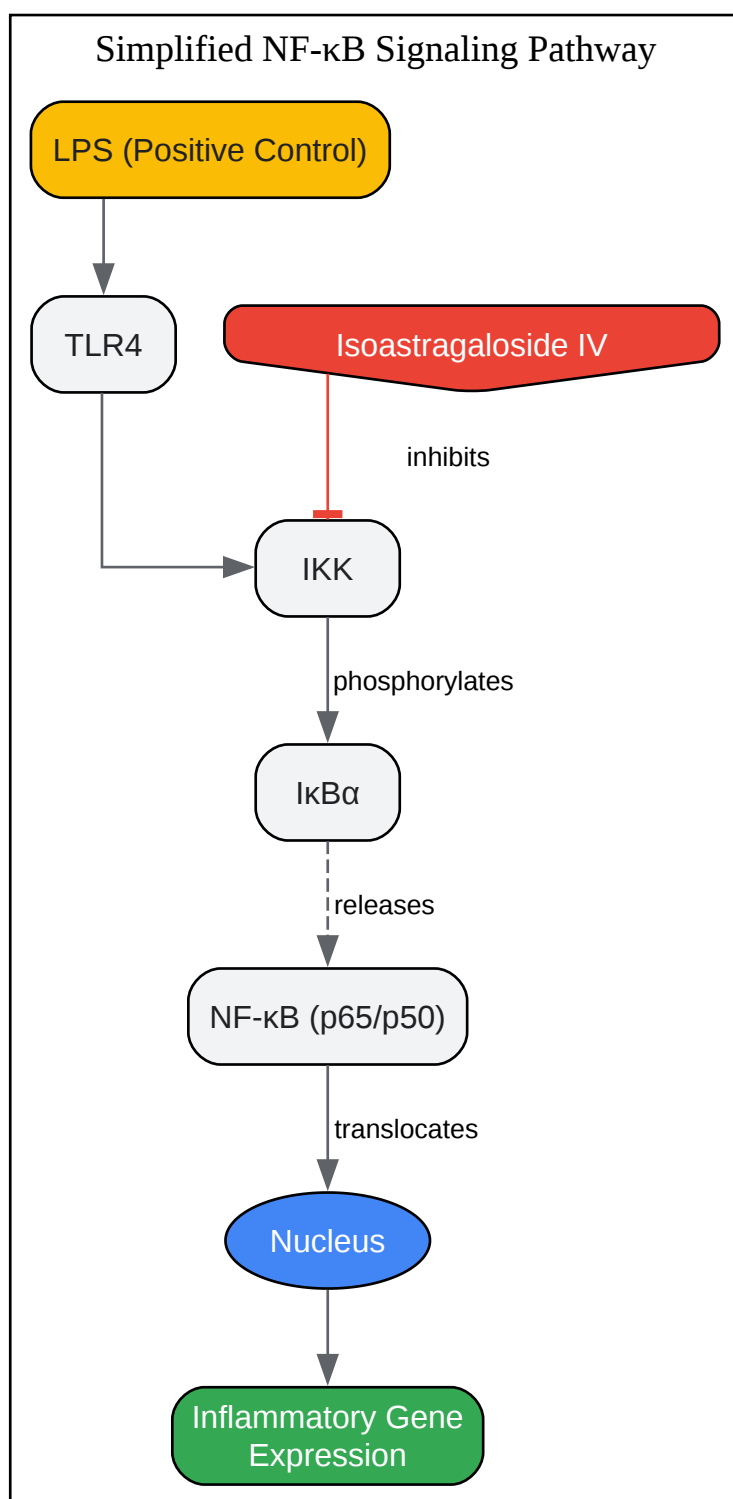 Simplified NF-κB Signaling Pathway
LPS (Positive Control)
TLR4
Isoastragaloside IV
inhibits
IKK
phosphorylates
IκBα
releases
NF-κB (p65/p50)
translocates
Nucleus
Inflammatory Gene
Expression